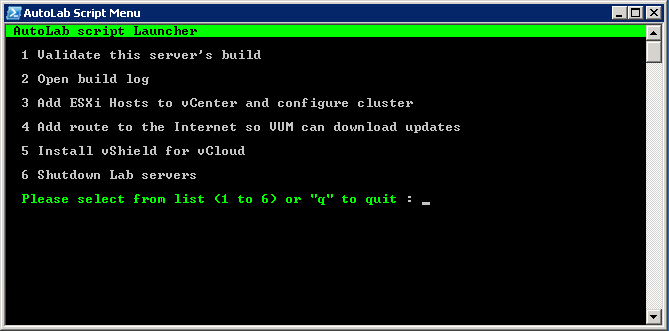 AutoLab Script Menu
AutoLab script Launcher
1 Validate this server's build
2 Open build log
3 Add ESXi Hosts to vCenter and configure cluster
4 Add route to the Internet so VUM can download updates
5 Install vShield for vCloud
6 Shutdown Lab servers
Please select from list (1 to 6) or "q" to quit : _